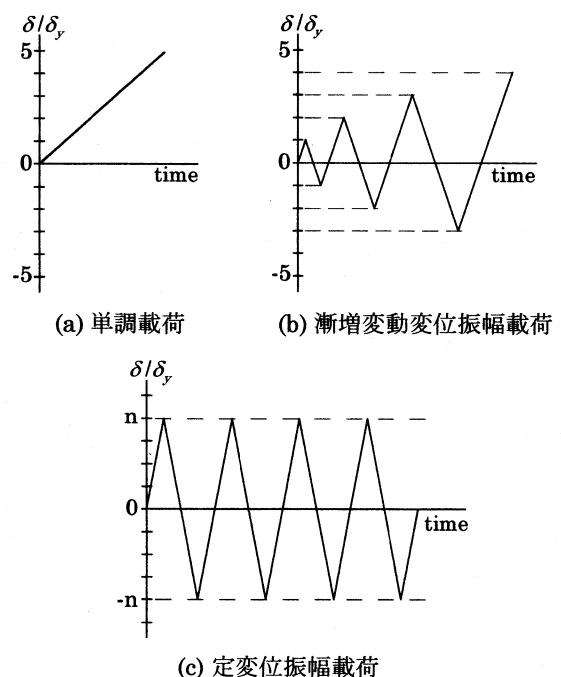 δ/δy
5
0
time
-5
(a) 単調載荷
δ/δy
5
0
time
-5
(b) 漸増変動変位振幅載荷
δ/δy
n
0
time
-n
(c) 定変位振幅載荷